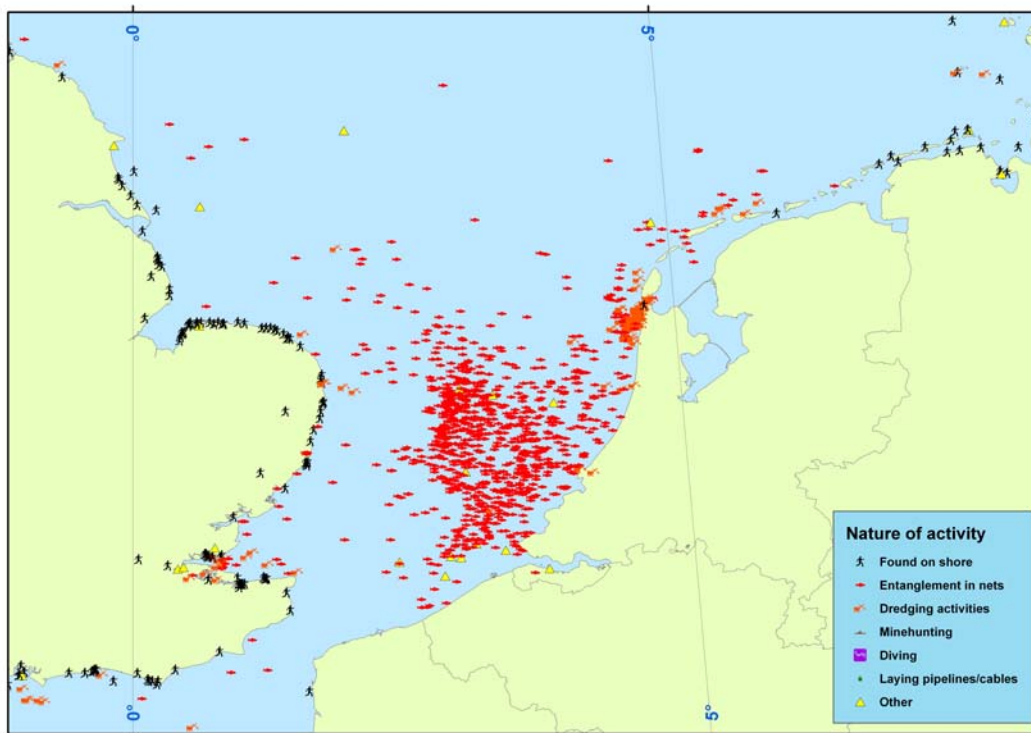 0°
5°
Nature of activity
Found on shore
Entanglement in nets
Dredging activities
Minehunting
Diving
Laying pipelines/cables
Other
0°
5°